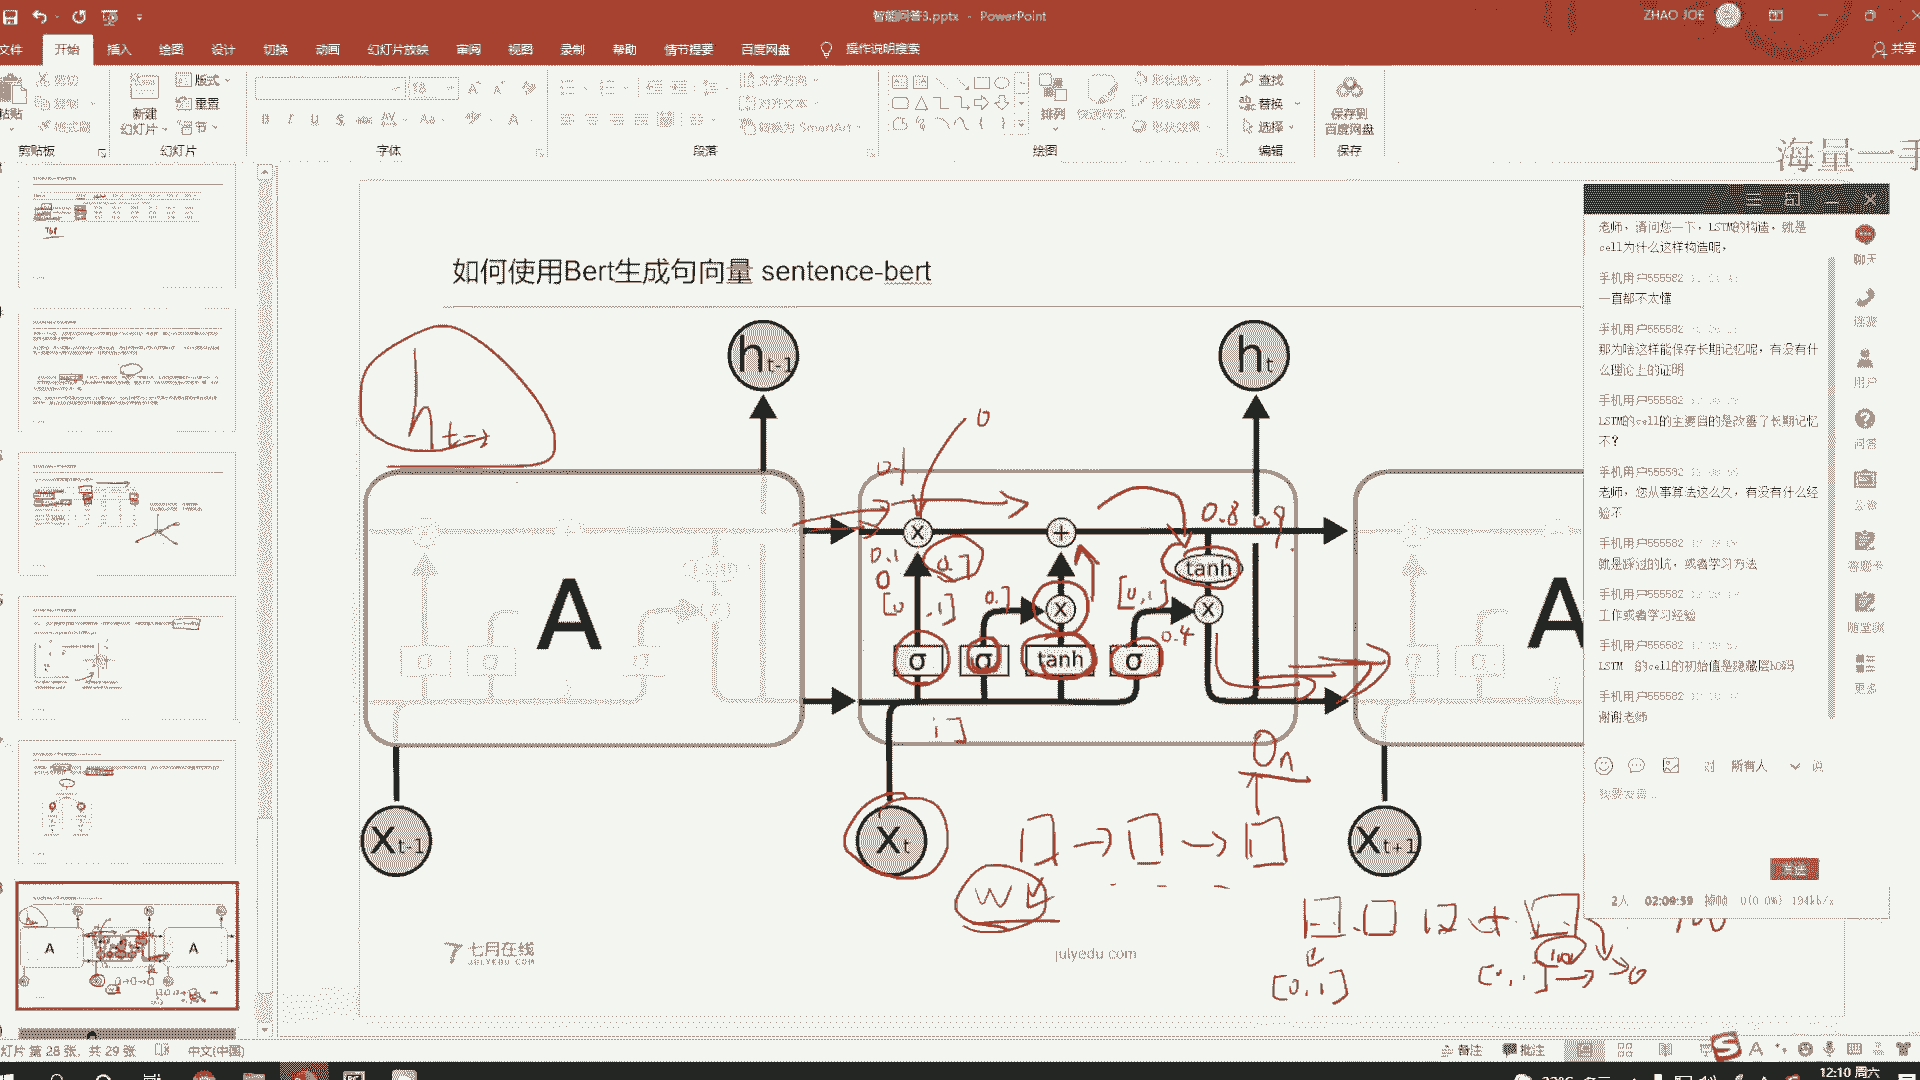 智能问答3.pptx - PowerPoint
ZHAO JOE
文件 开始 插入 绘图 设计 切换 动画 幻灯片放映 审阅 视图 录制 帮助 情节提要 百度网盘 操作说明搜索
共享
粘贴
剪切
复制
格式刷
剪贴板
新建
幻灯片
版式
重置
节
幻灯片
18
字体
文字方向
对齐文本
转换为 SmartArt
段落
排列
快速样式
形状填充
形状轮廓
形状效果
绘图
查找
替换
选择
编辑
保存到
百度网盘
保存
海量一手
如何使用Bert生成句向量 sentence-bert
h t-1
h t
A
A
σ
σ
tanh
σ
tanh
X t-1
X t
X t+1
0
0.1
0
[0,1]
[0,1]
0.8 0.9
0.4
W
[0,1]
七月在线
JULYEDU.COM
julyedu.com
老师，请问您一下，LSTM的构造，就是
cell为什么这样构造呢，
手机用户555582
一直都不太懂
手机用户555582
那为啥这样能保存长期记忆呢，有没有什
么理论上的证明
手机用户555582
LSTM的cell的主要目的是改善了长期记忆
不?
手机用户555582
老师，您从事算法这么久，有没有什么经
验不
手机用户555582
就是踩过的坑，或者学习方法
手机用户555582
工作或者学习经验
手机用户555582
LSTM 的cell的初始值是隐藏层h0吗
手机用户555582
谢谢老师
聊天
连麦
用户
问答
公告
答题卡
随堂测
更多
对 所有人 说
我要发言…
发送
2人 02:09:59 掉帧 0(0.0%) 194kb/s
幻灯片 第 28 张，共 29 张 中文(中国)
备注 批注
12:10 周六